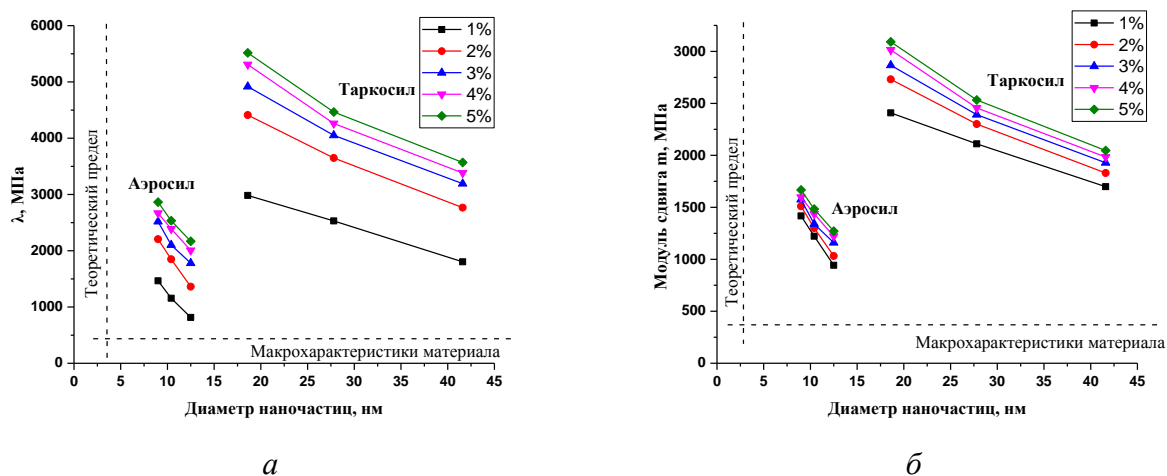 6000
5000
4000
3000
2000
1000
0
λ, МПа
Теоретический предел
Аэросил
Таркосил
1%
2%
3%
4%
5%
Макрохарактеристики материала
0 5 10 15 20 25 30 35 40 45
Диаметр наночастиц, нм
а
3000
2500
2000
1500
1000
500
0
Модуль сдвига m, МПа
Теоретический предел
Аэросил
Таркосил
1%
2%
3%
4%
5%
Макрохарактеристики материала
0 5 10 15 20 25 30 35 40 45
Диаметр наночастиц, нм
б